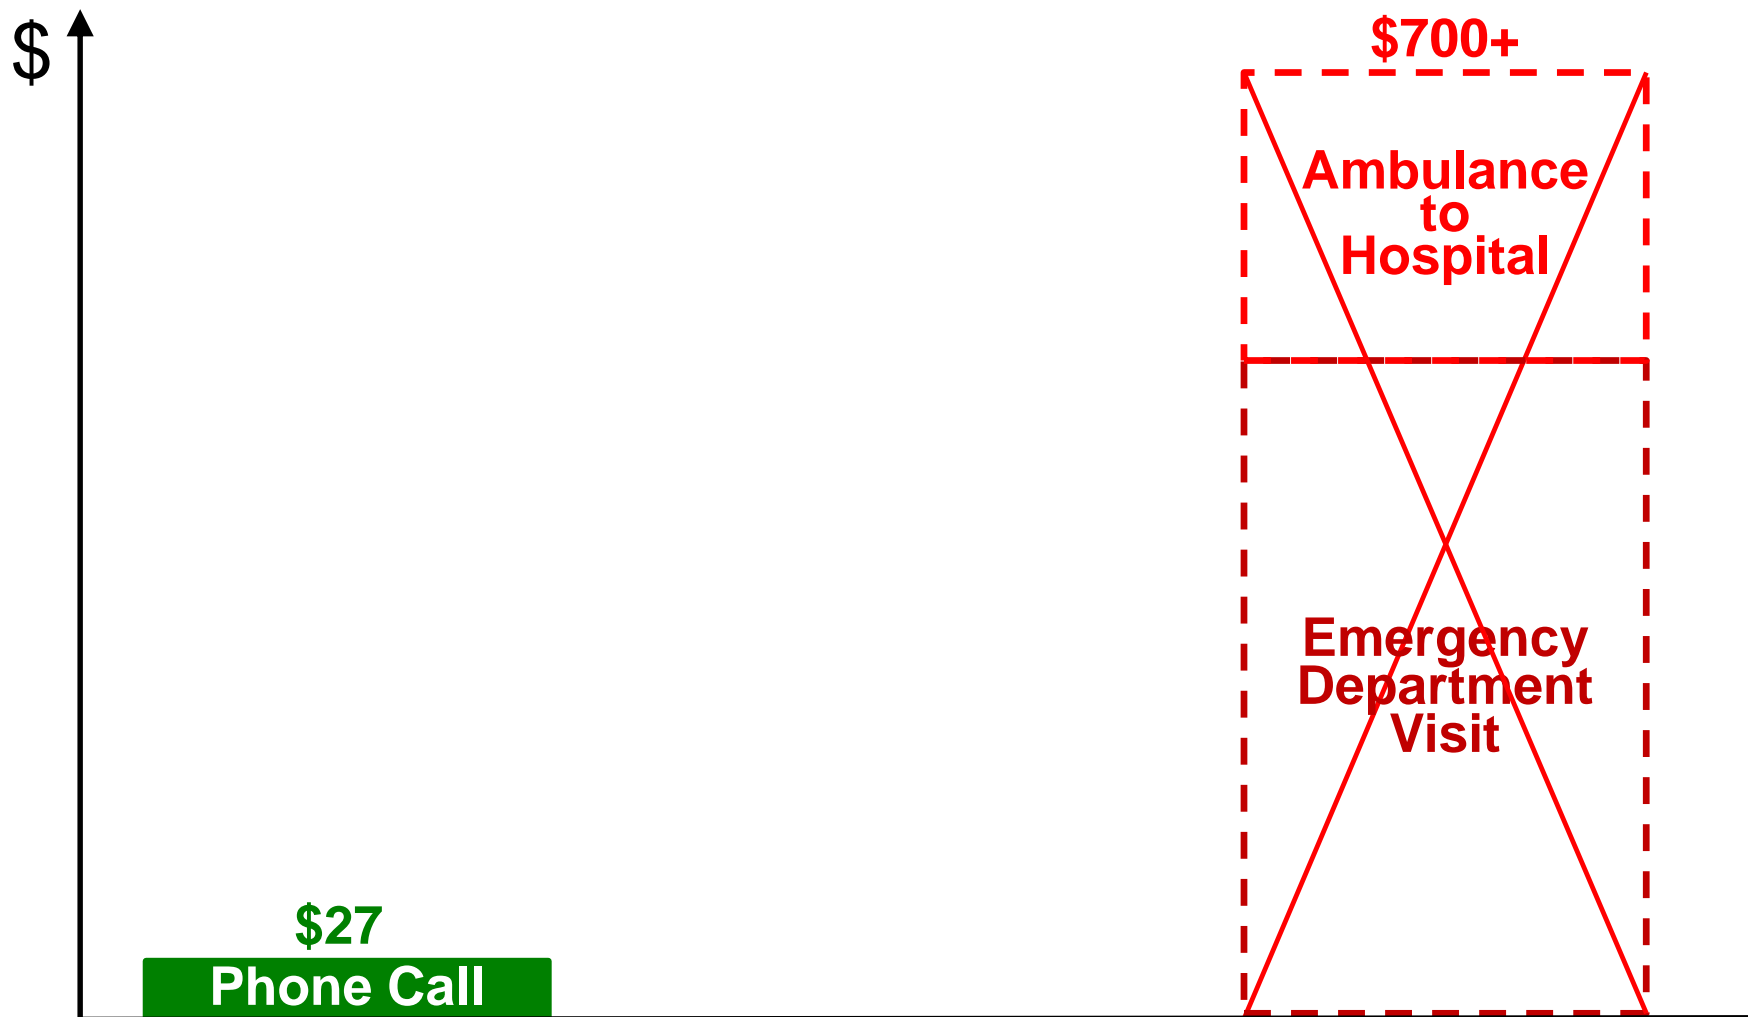 $
$700+
Ambulance
to
Hospital
Emergency
Department
Visit
$27
Phone Call